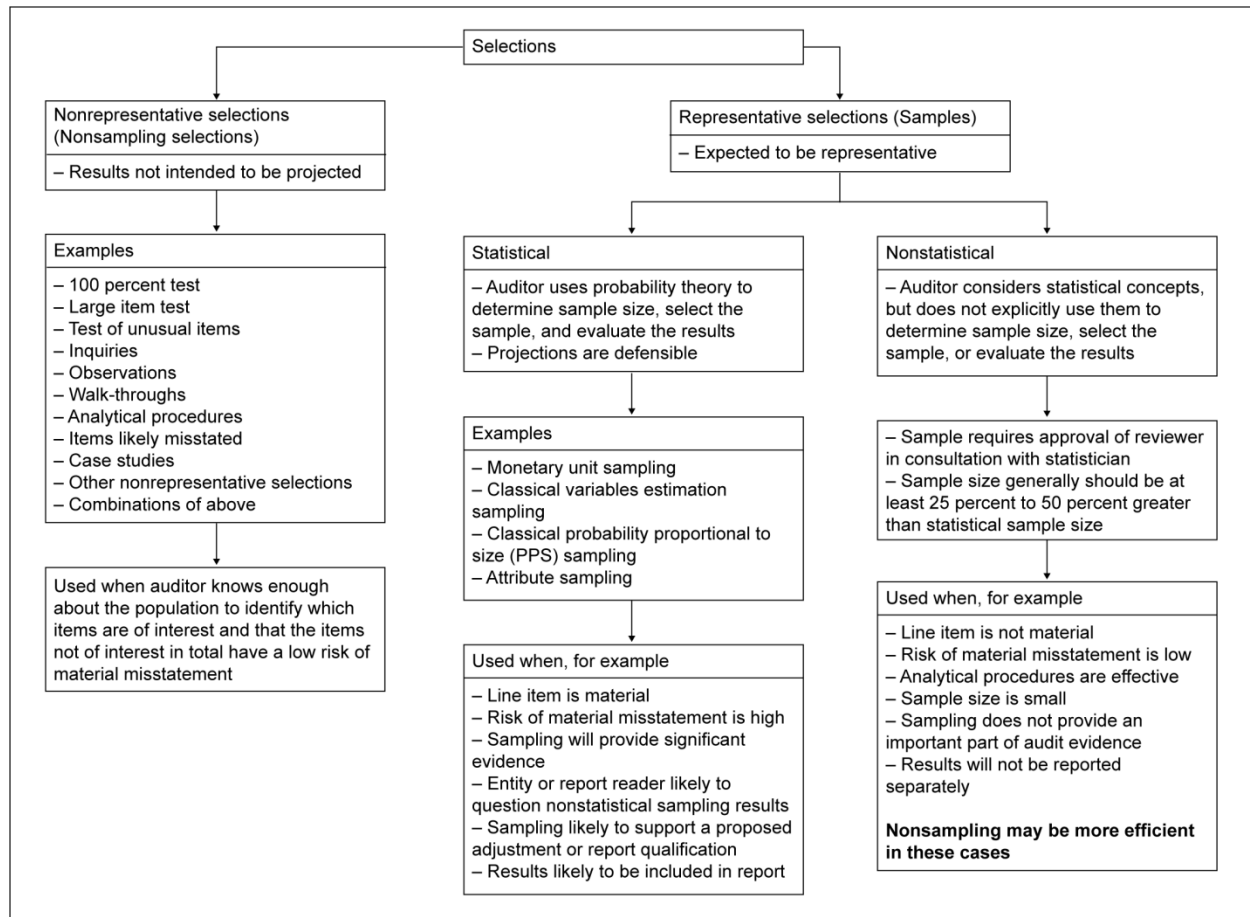 Selections
Nonrepresentative selections
(Nonsampling selections)
– Results not intended to be projected
Examples
– 100 percent test
– Large item test
– Test of unusual items
– Inquiries
– Observations
– Walk-throughs
– Analytical procedures
– Items likely misstated
– Case studies
– Other nonrepresentative selections
– Combinations of above
Used when auditor knows enough
about the population to identify which
items are of interest and that the items
not of interest in total have a low risk of
material misstatement
Representative selections (Samples)
– Expected to be representative
Statistical
– Auditor uses probability theory to
determine sample size, select the
sample, and evaluate the results
– Projections are defensible
Examples
– Monetary unit sampling
– Classical variables estimation
sampling
– Classical probability proportional to
size (PPS) sampling
– Attribute sampling
Used when, for example
– Line item is material
– Risk of material misstatement is high
– Sampling will provide significant
evidence
– Entity or report reader likely to
question nonstatistical sampling results
– Sampling likely to support a proposed
adjustment or report qualification
– Results likely to be included in report
Nonstatistical
– Auditor considers statistical concepts,
but does not explicitly use them to
determine sample size, select the
sample, or evaluate the results
– Sample requires approval of reviewer
in consultation with statistician
– Sample size generally should be at
least 25 percent to 50 percent greater
than statistical sample size
Used when, for example
– Line item is not material
– Risk of material misstatement is low
– Analytical procedures are effective
– Sample size is small
– Sampling does not provide an
important part of audit evidence
– Results will not be reported
separately
Nonsampling may be more efficient
in these cases